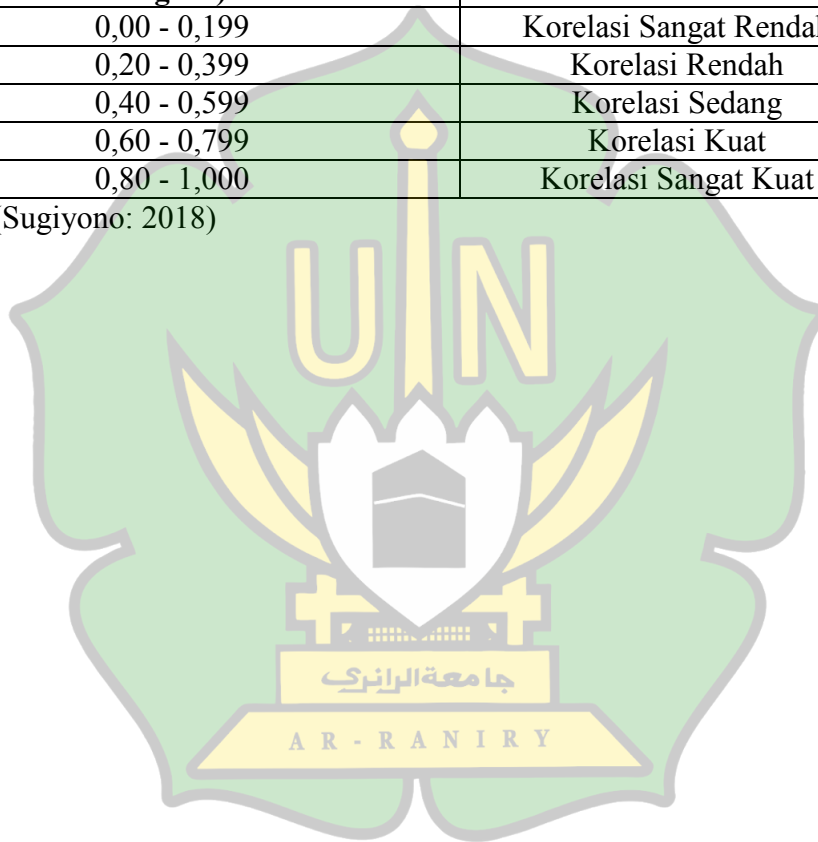 0,00 - 0,199 Korelasi Sangat Rendah
0,20 - 0,399 Korelasi Rendah
0,40 - 0,599 Korelasi Sedang
0,60 - 0,799 Korelasi Kuat
0,80 - 1,000 Korelasi Sangat Kuat
(Sugiyono: 2018)
UIN
جامعةالرانري
AR-RANIRY